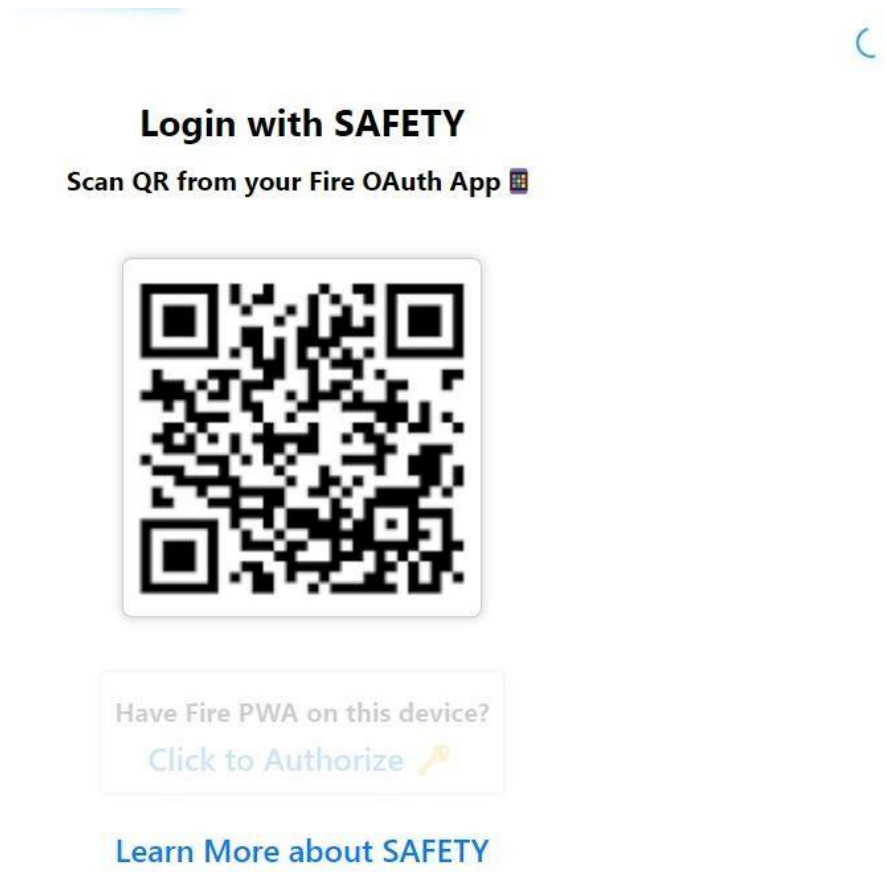 Login with SAFETY
Scan QR from your Fire OAuth App
Have Fire PWA on this device?
Click to Authorize 🔑
Learn More about SAFETY